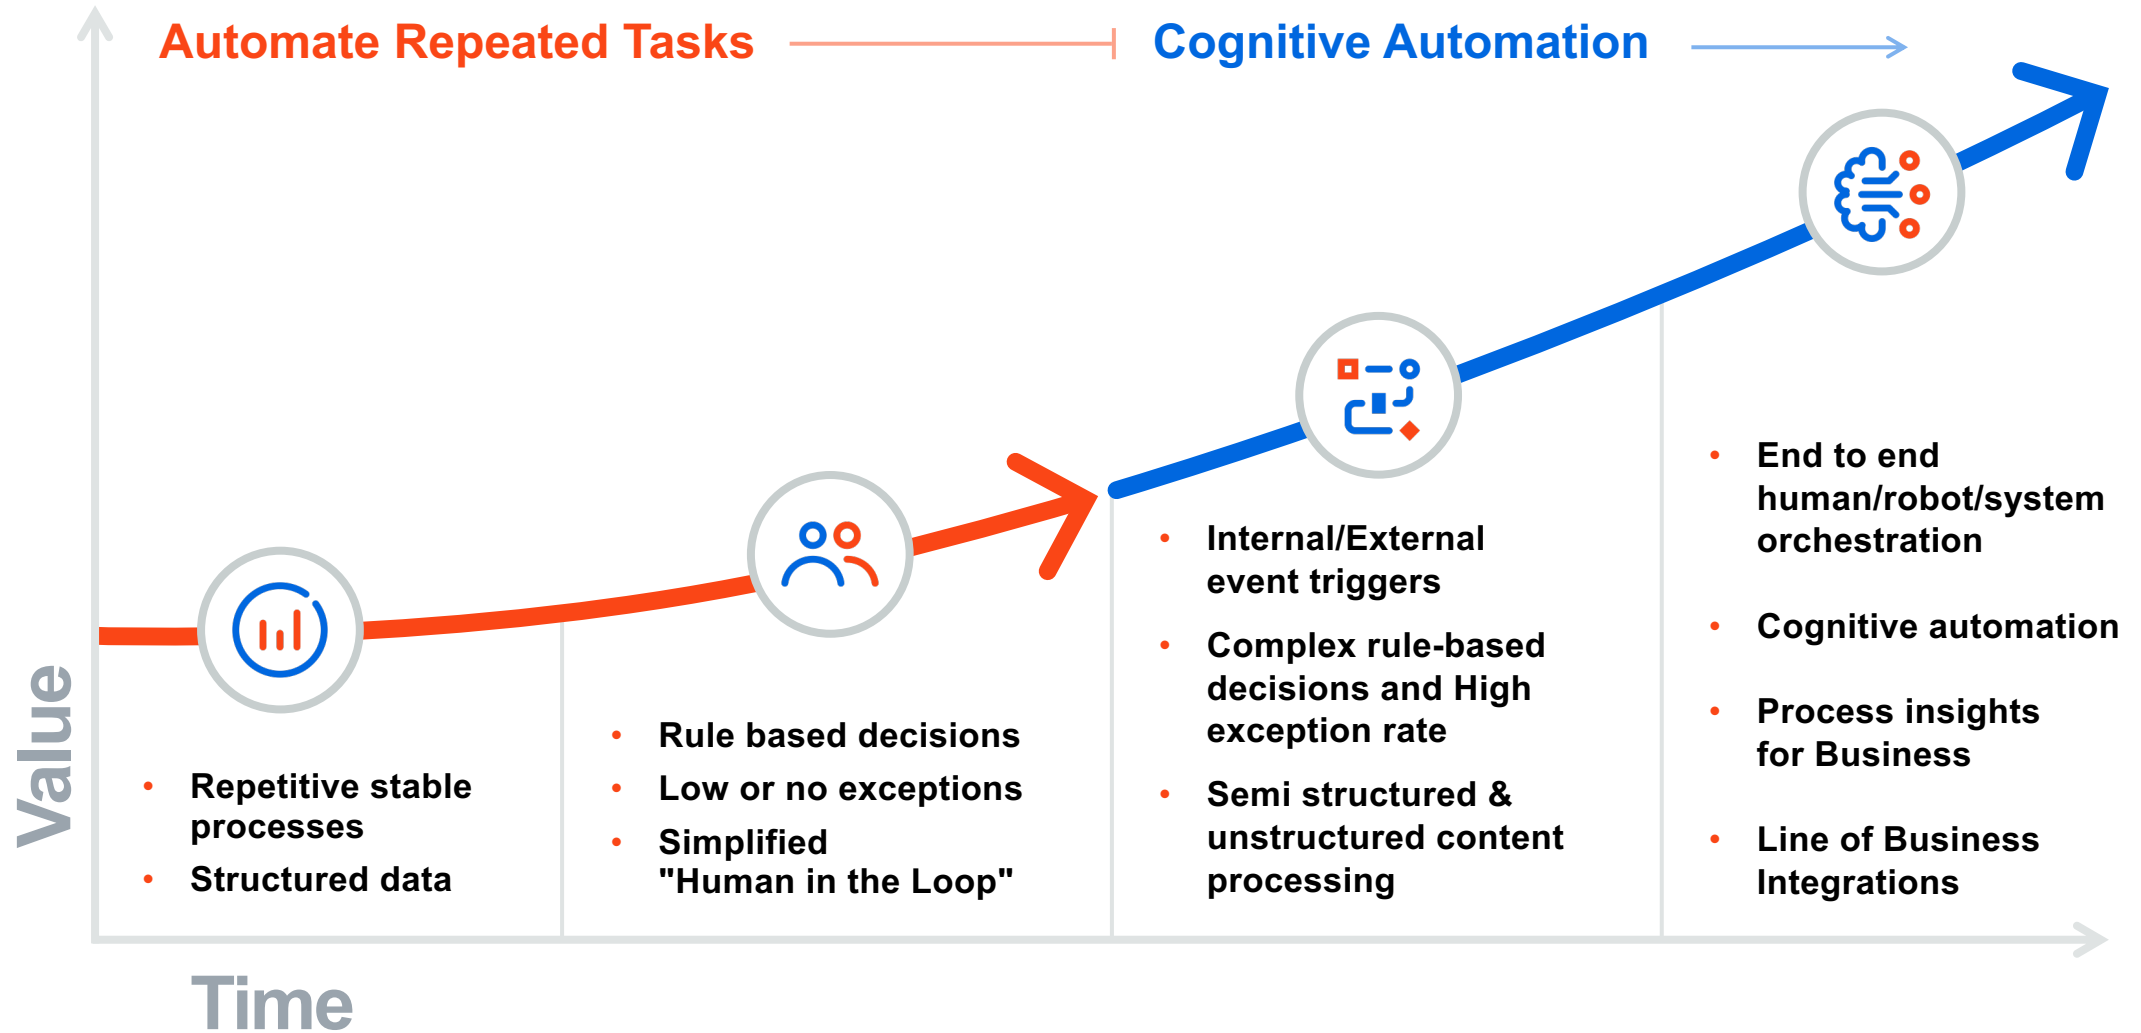 Automate Repeated Tasks
Cognitive Automation
Value
• Repetitive stable
processes
• Structured data
• Rule based decisions
• Low or no exceptions
• Simplified
"Human in the Loop"
• Internal/External
event triggers
• Complex rule-based
decisions and High
exception rate
• Semi structured &
unstructured content
processing
• End to end
human/robot/system
orchestration
• Cognitive automation
• Process insights
for Business
• Line of Business
Integrations
Time